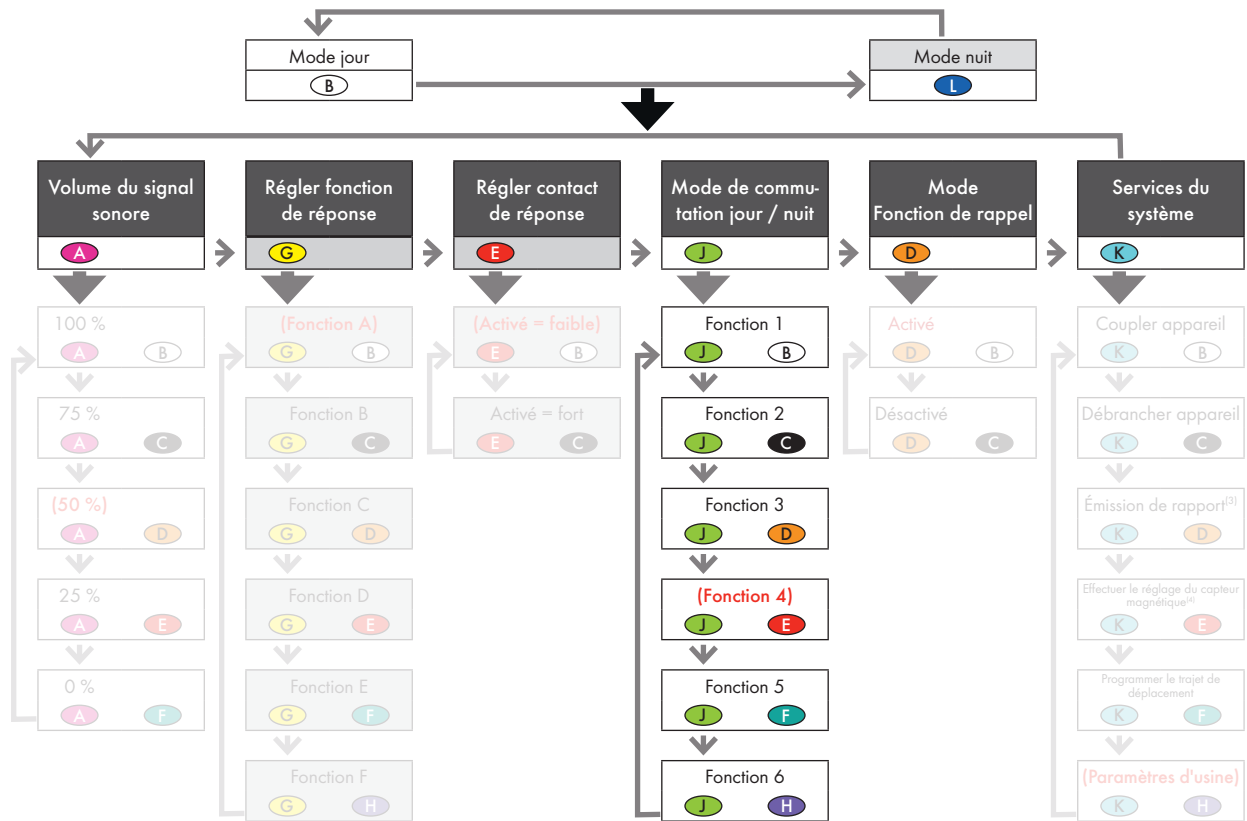 Mode jour
B
Mode nuit
L
Volume du signal
sonore
A
Régler fonction
de réponse
G
Régler contact
de réponse
E
Mode de commu-
tation jour / nuit
J
Mode
Fonction de rappel
D
Services du
système
K
100 %
A B
75 %
A C
(50 %)
A D
25 %
A E
0 %
A F
(Fonction A)
G B
Fonction B
G C
Fonction C
G D
Fonction D
G E
Fonction E
G F
Fonction F
G H
(Activé = faible)
E B
Activé = fort
E C
Fonction 1
J B
Fonction 2
J C
Fonction 3
J D
(Fonction 4)
J E
Fonction 5
J F
Fonction 6
J H
Activé
D B
Désactivé
D C
Coupler appareil
K B
Débrancher appareil
K C
Émission de rapport(3)
K D
Effectuer le réglage du capteur
magnétique(4)
K E
Programmer le trajet de
déplacement
K F
(Paramètres d'usine)
K H